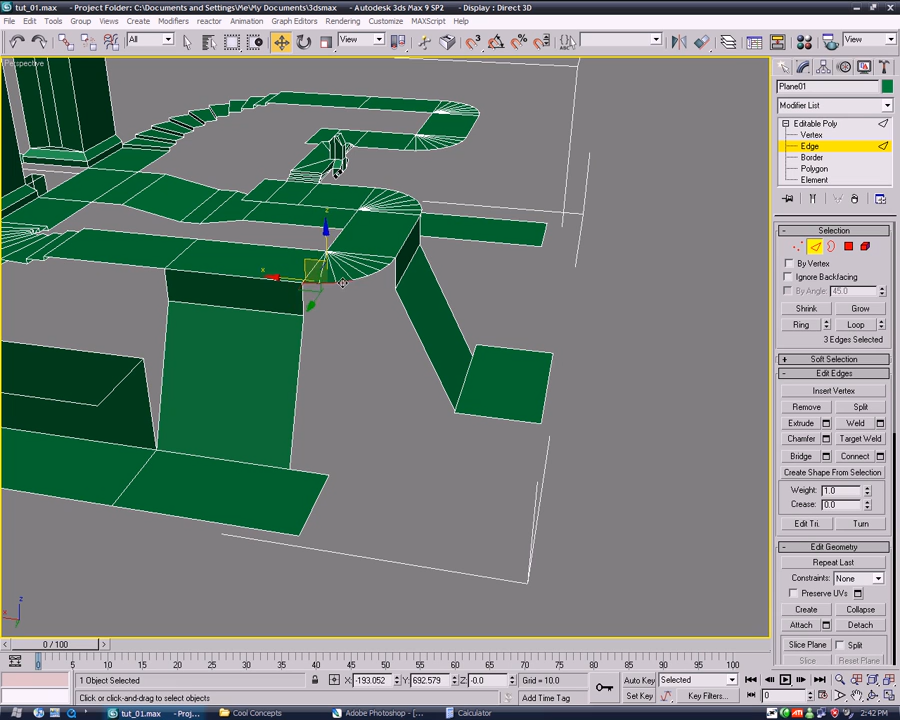 tut_01.max - Project Folder: C:\Documents and Settings\Me\My Documents\3dsmax - Autodesk 3ds Max 9 SP2 - Display : Direct 3D
File Edit Tools Group Views Create Modifiers reactor Animation Graph Editors Rendering Customize MAXScript Help
All View View
Perspective
Plane01
Modifier List
Editable Poly
Vertex
Edge
Border
Polygon
Element
Selection
By Vertex
Ignore Backfacing
By Angle: 45.0
Shrink Grow
Ring Loop
3 Edges Selected
Soft Selection
Edit Edges
Insert Vertex
Remove Split
Extrude Weld
Chamfer Target Weld
Bridge Connect
Create Shape From Selection
Weight: 1.0
Crease: 0.0
Edit Tri. Turn
Edit Geometry
Repeat Last
Constraints: None
Preserve UVs
Create Collapse
Attach Detach
Slice Plane Split
Slice Reset Plane
0 / 100
0 5 10 15 20 25 30 35 40 45 50 55 60 65 70 75 80 85 90 95 100
1 Object Selected X: -193.052 Y: 692.579 Z: -0.0 Grid = 10.0 Auto Key Selected
Click or click-and-drag to select objects Add Time Tag Set Key Key Filters... 0
start tut_01.max - Proj... Cool Concepts Adobe Photoshop - [... Calculator 2:42 PM